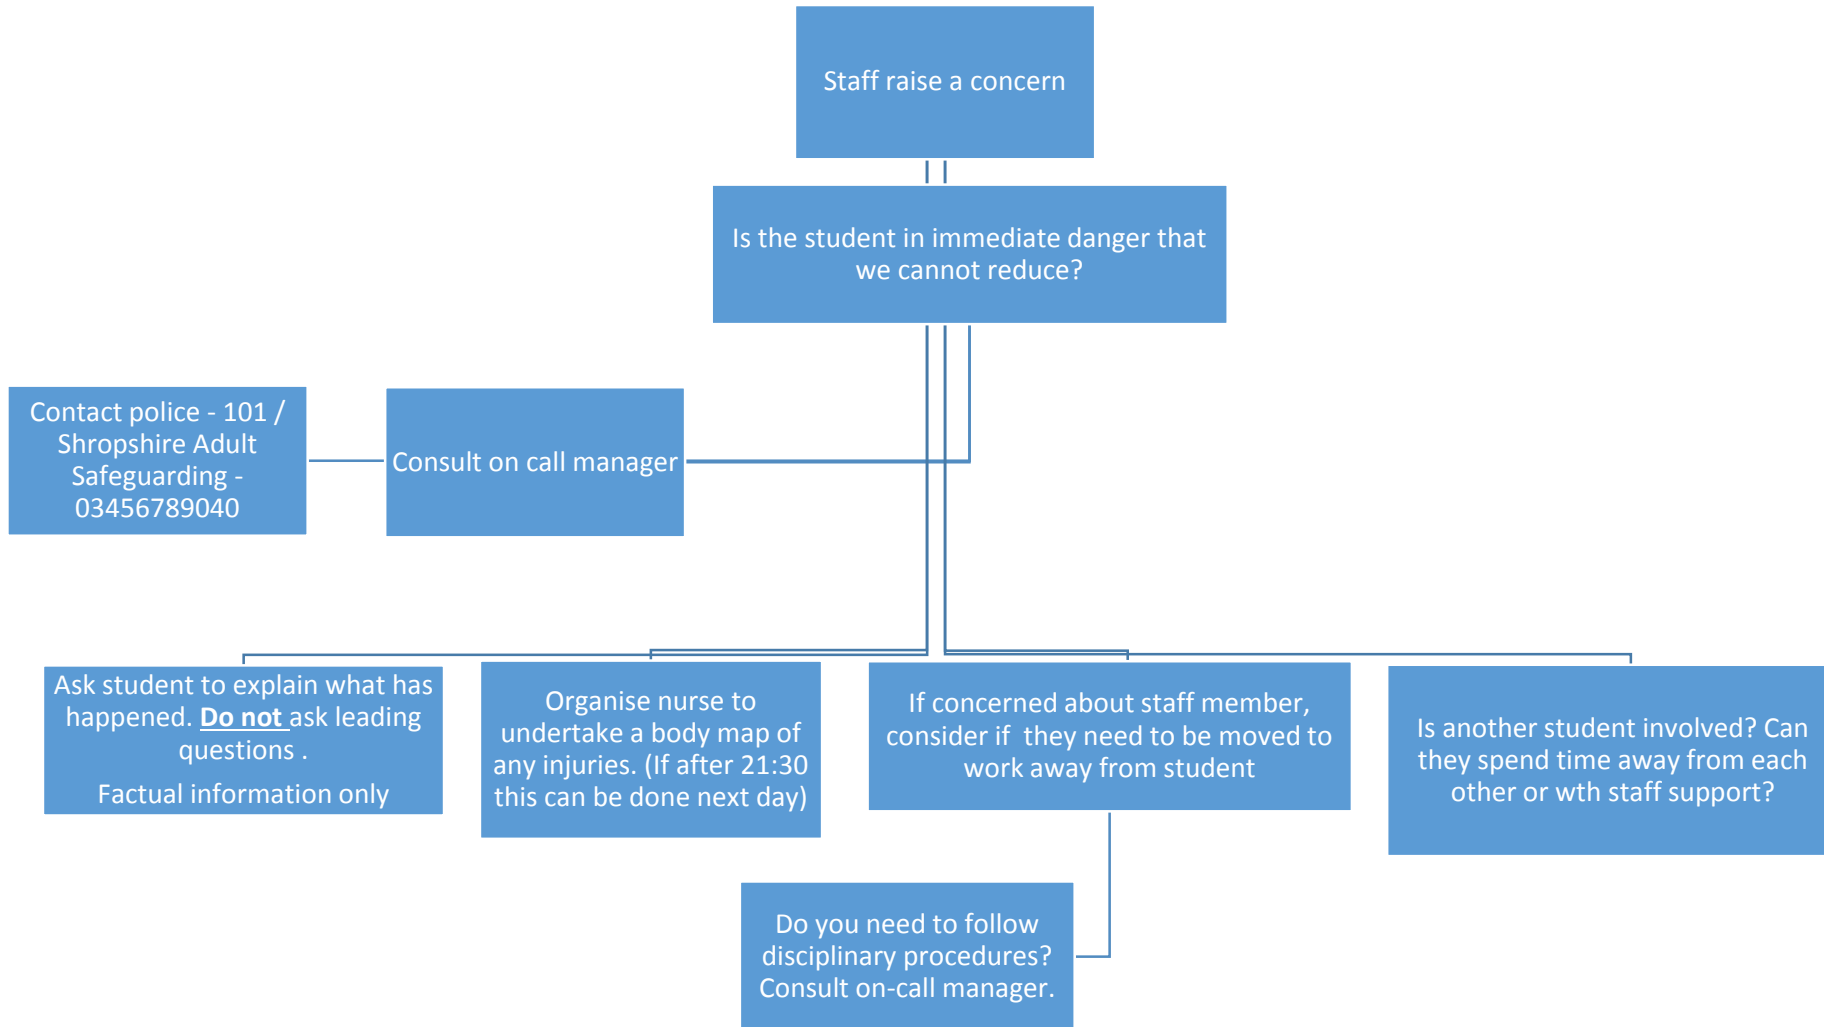 Staff raise a concern
Is the student in immediate danger that
we cannot reduce?
Contact police - 101 /
Shropshire Adult
Safeguarding -
03456789040
Consult on call manager
Ask student to explain what has
happened. Do not ask leading
questions .
Factual information only
Organise nurse to
undertake a body map of
any injuries. (If after 21:30
this can be done next day)
If concerned about staff member,
consider if they need to be moved to
work away from student
Is another student involved? Can
they spend time away from each
other or wth staff support?
Do you need to follow
disciplinary procedures?
Consult on-call manager.